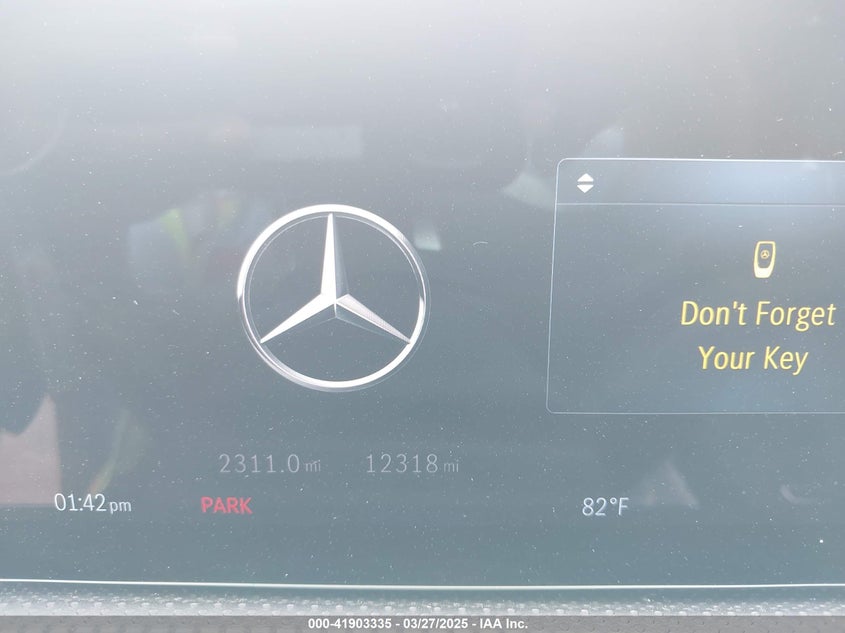 Don't Forget
Your Key
2311.0 mi 12318 mi
01:42 pm PARK 82°F
000-41903335 - 03/27/2025 - IAA Inc.